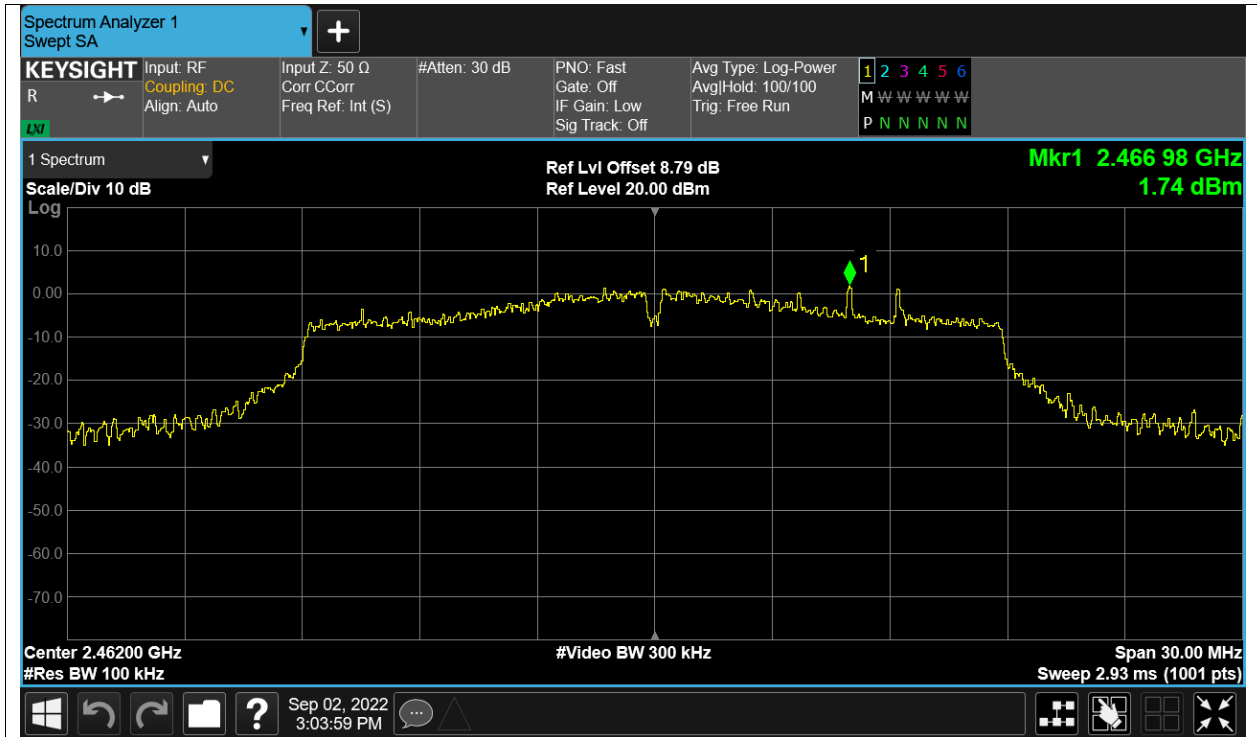 Spectrum Analyzer 1
Swept SA
+
KEYSIGHT
R
LXI
Input: RF
Coupling: DC
Align: Auto
Input Z: 50 Ω
Corr CCorr
Freq Ref: Int (S)
#Atten: 30 dB
PNO: Fast
Gate: Off
IF Gain: Low
Sig Track: Off
Avg Type: Log-Power
Avg|Hold: 100/100
Trig: Free Run
1 2 3 4 5 6
M W W W W W
P N N N N N
1 Spectrum
Scale/Div 10 dB
Log
Ref Lvl Offset 8.79 dB
Ref Level 20.00 dBm
Mkr1 2.466 98 GHz
1.74 dBm
1
10.0
0.00
-10.0
-20.0
-30.0
-40.0
-50.0
-60.0
-70.0
Center 2.46200 GHz
#Res BW 100 kHz
#Video BW 300 kHz
Span 30.00 MHz
Sweep 2.93 ms (1001 pts)
?
Sep 02, 2022
3:03:59 PM